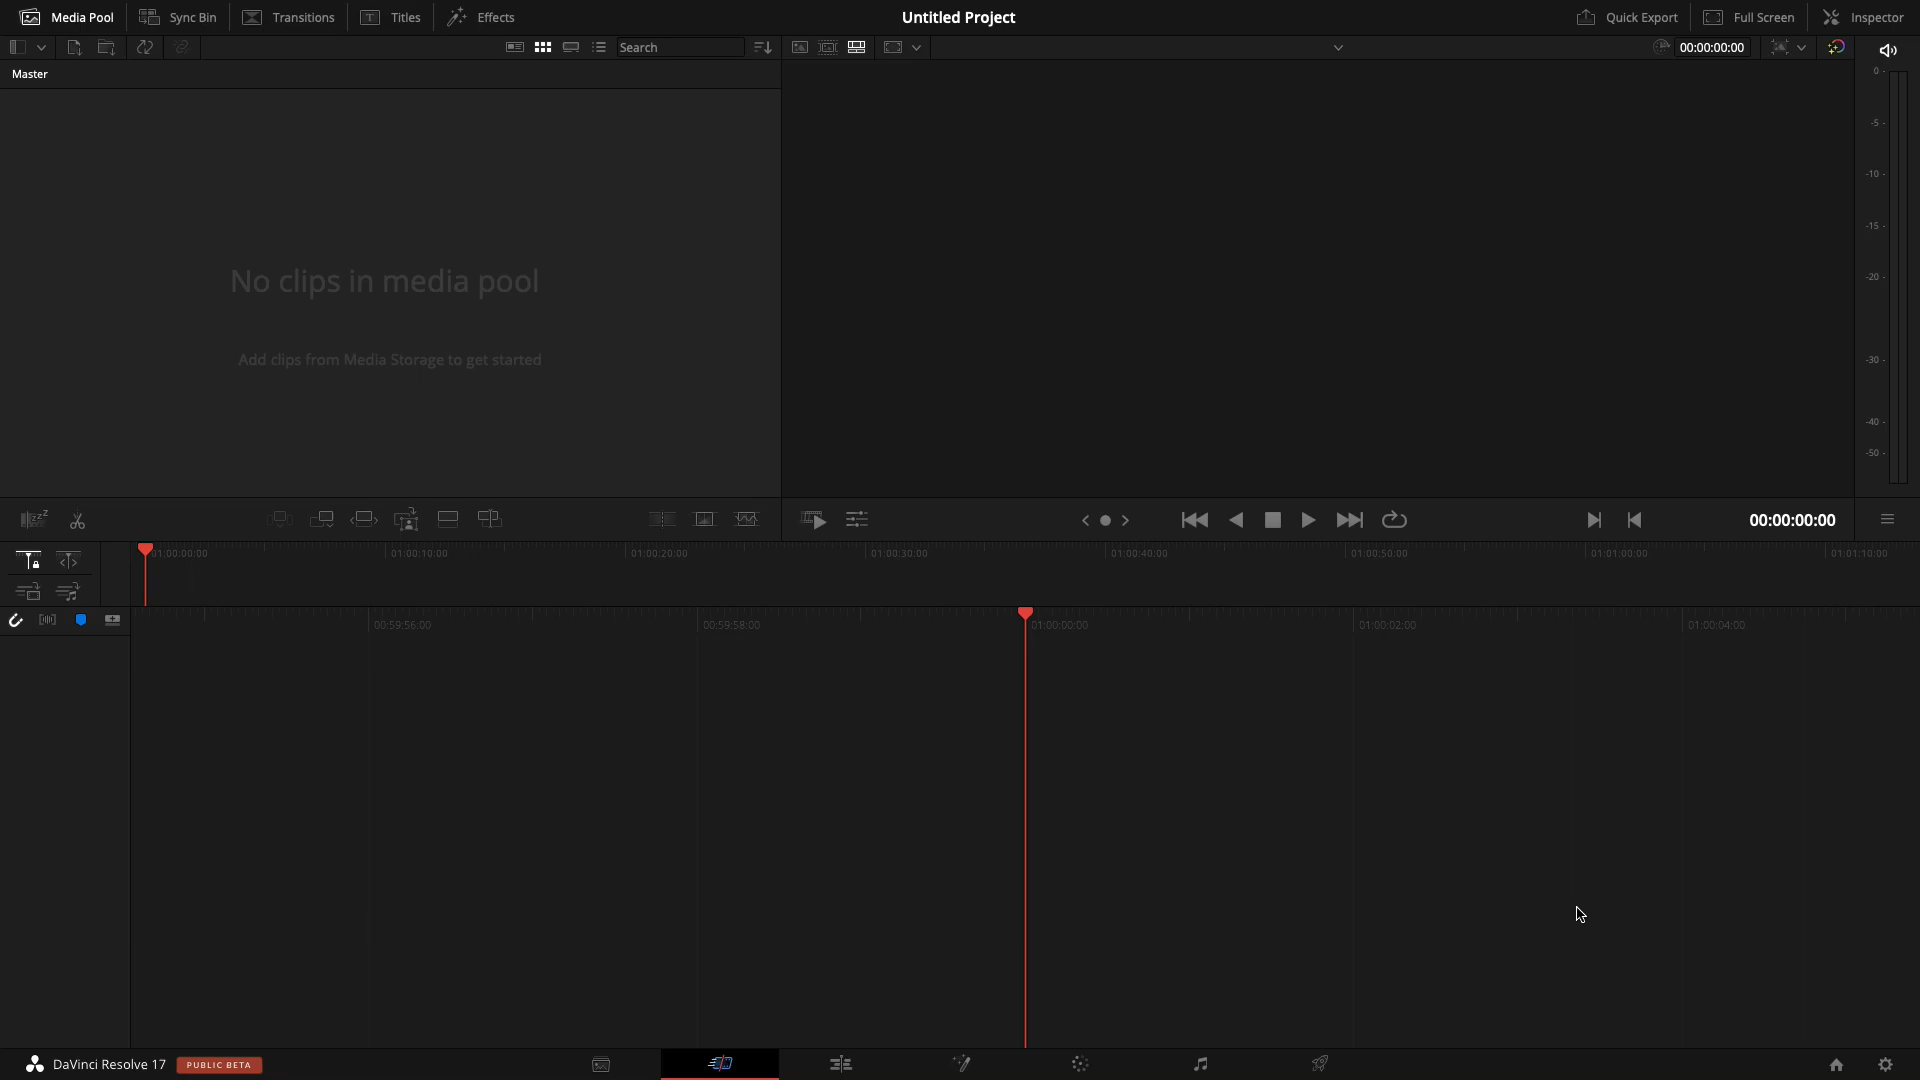 Media Pool Sync Bin Transitions Titles Effects Untitled Project Quick Export Full Screen Inspector
Search 00:00:00:00
Master
0
-5
-10
-15
-20
-30
-40
-50
No clips in media pool
Add clips from Media Storage to get started
00:00:00:00
01:00:00:00 01:00:10:00 01:00:20:00 01:00:30:00 01:00:40:00 01:00:50:00 01:01:00:00 01:01:10:00
00:59:56:00 00:59:58:00 01:00:00:00 01:00:02:00 01:00:04:00
DaVinci Resolve 17 PUBLIC BETA